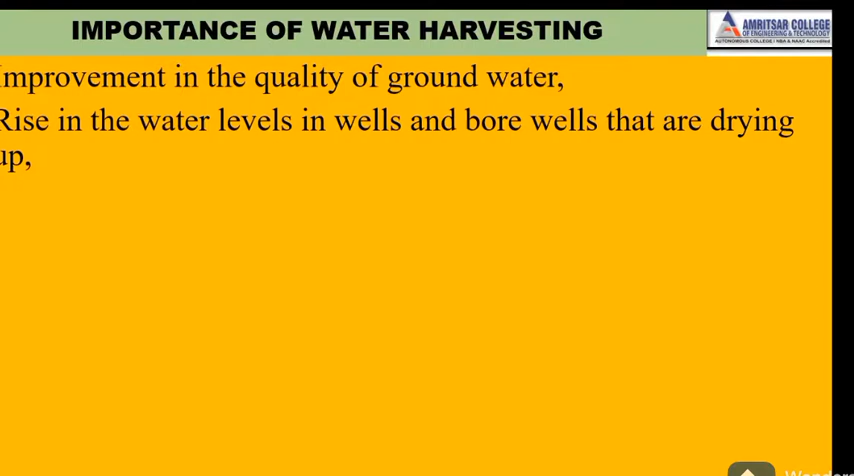 IMPORTANCE OF WATER HARVESTING
AMRITSAR COLLEGE
OF ENGINEERING & TECHNOLOGY
AUTONOMOUS COLLEGE / NBA & NAAC Accredited
Improvement in the quality of ground water,
Rise in the water levels in wells and bore wells that are drying
up,